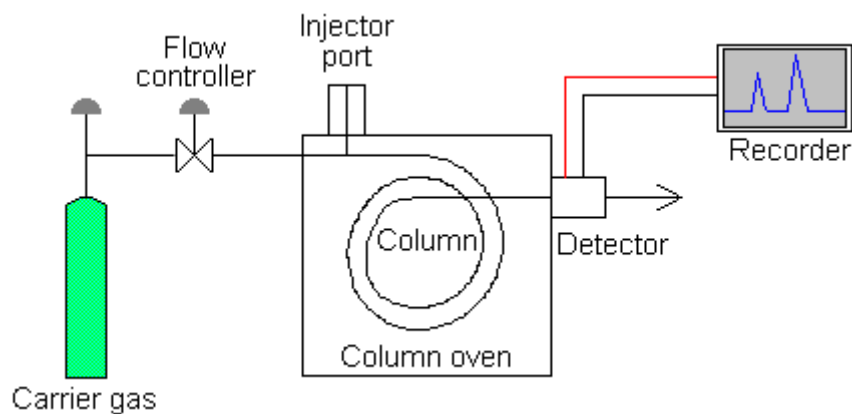 Injector
port
Flow
controller
Recorder
Column
Detector
Column oven
Carrier gas